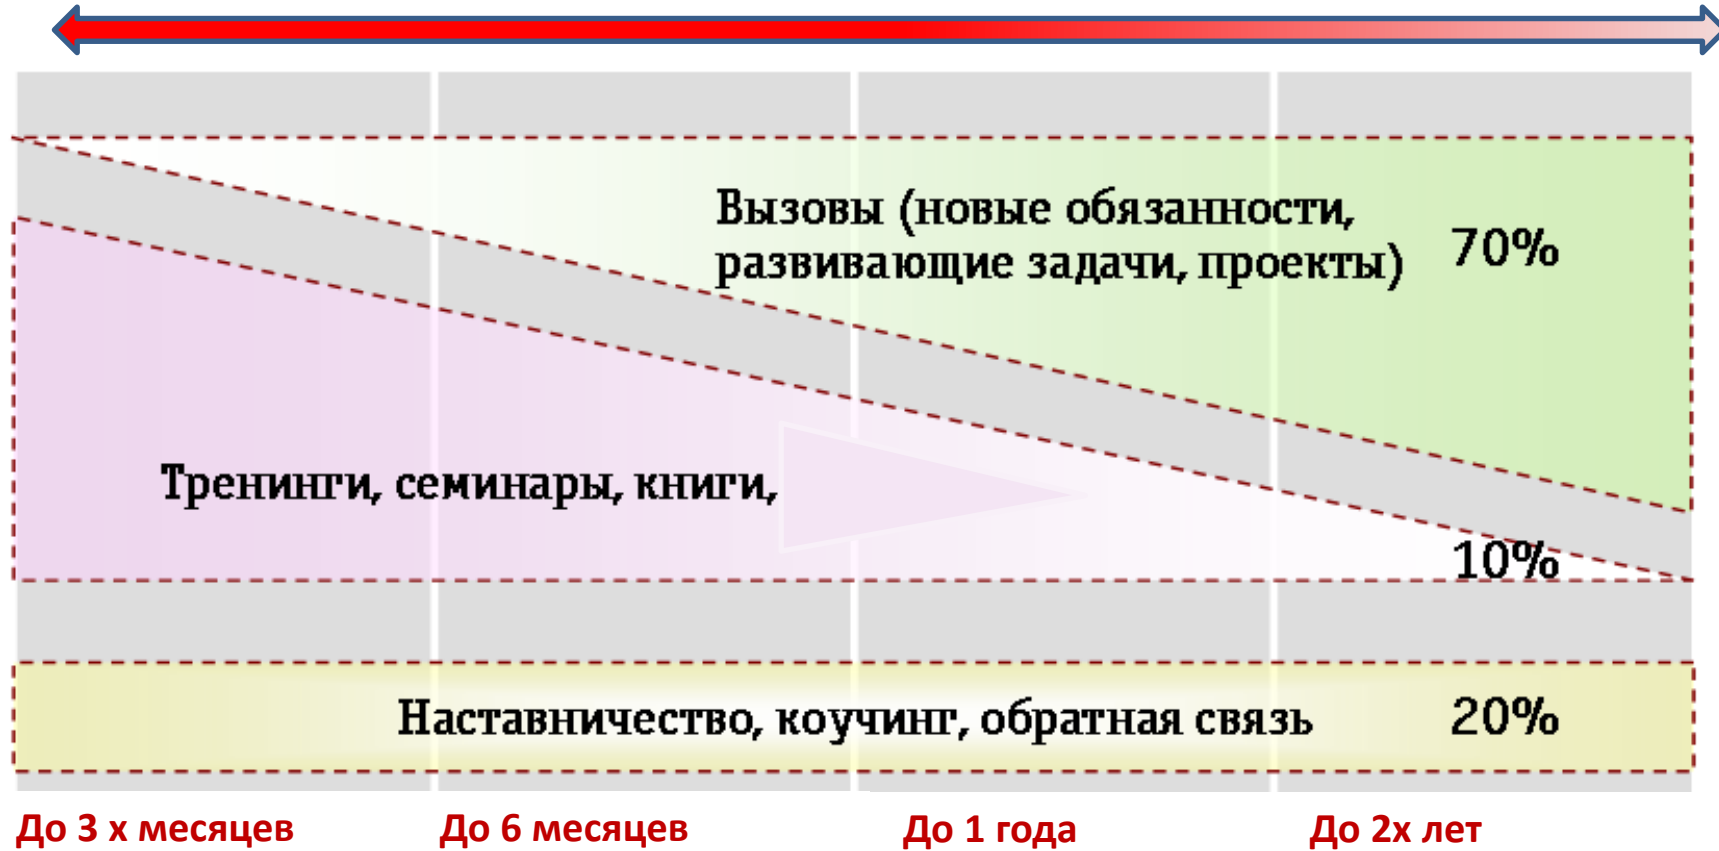 Вызовы (новые обязанности,
развивающие задачи, проекты)
70%
Тренинги, семинары, книги,
10%
Наставничество, коучинг, обратная связь
20%
До 3 х месяцев
До 6 месяцев
До 1 года
До 2х лет